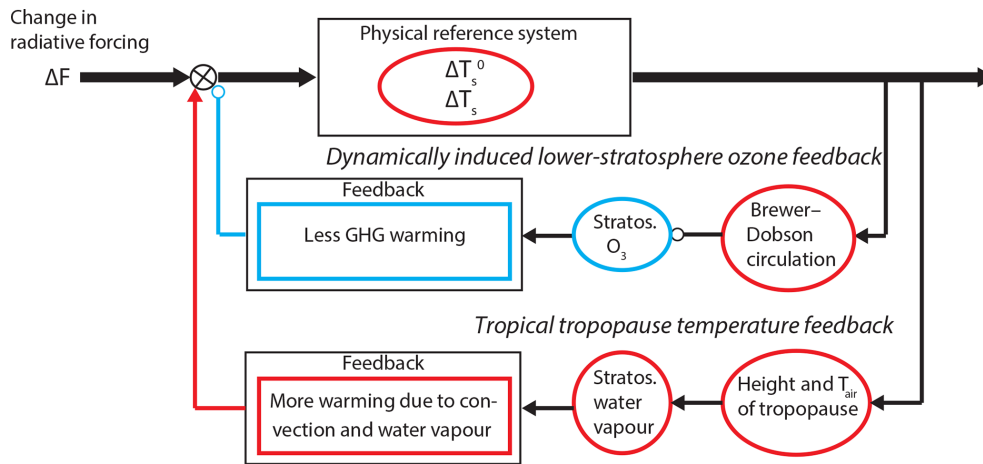 Change in
radiative forcing
ΔF
Physical reference system
ΔTₛ⁰
ΔTₛ
Dynamically induced lower-stratosphere ozone feedback
Feedback
Less GHG warming
Stratos.
O₃
Brewer–
Dobson
circulation
Tropical tropopause temperature feedback
Feedback
More warming due to con-
vection and water vapour
Stratos.
water
vapour
Height and Tₐᵢᵣ
of tropopause